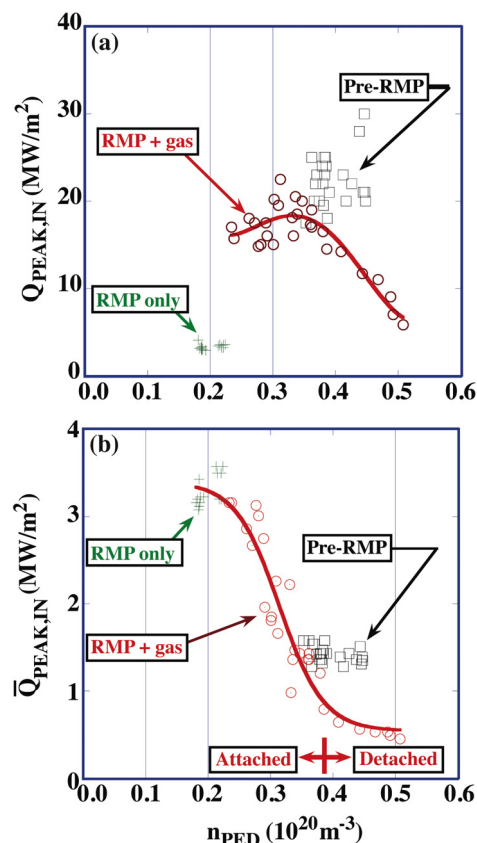 40
(a)
Pre-RMP
30
RMP + gas
20
Q_PEAK,IN (MW/m²)
10
RMP only
0
0.0 0.1 0.2 0.3 0.4 0.5 0.6
4
(b)
3
RMP only
Pre-RMP
2
Q̅_PEAK,IN (MW/m²)
RMP + gas
1
Attached Detached
0
0.0 0.1 0.2 0.3 0.4 0.5 0.6
n_PED (10²⁰m⁻³)